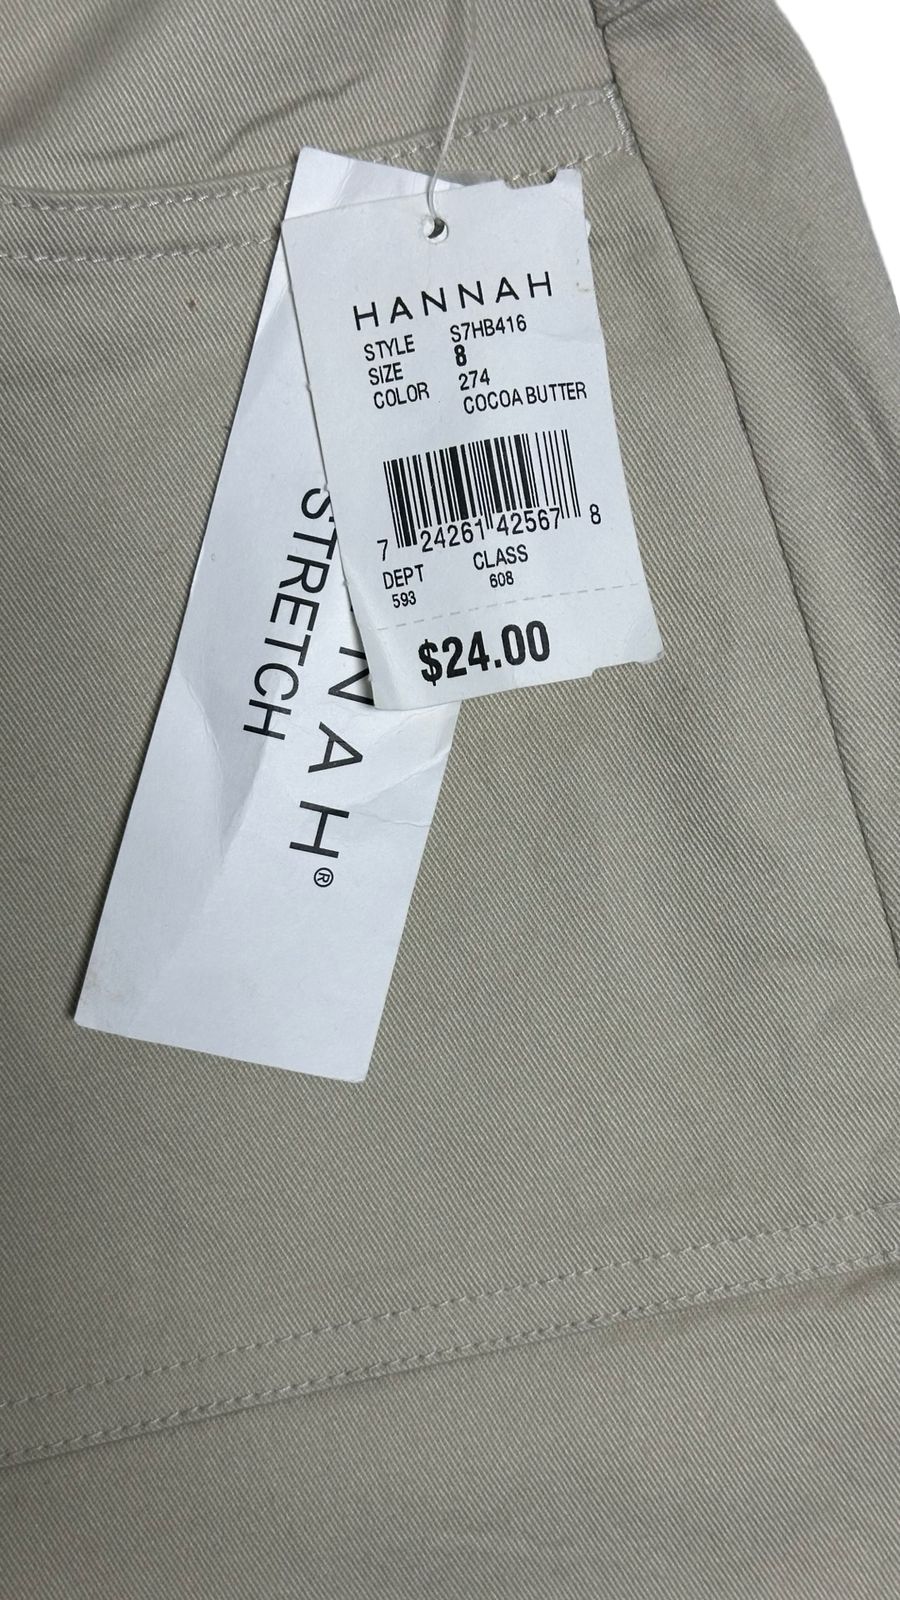 HANNAH
STYLE S7HB416
SIZE 8
COLOR 274
COCOA BUTTER
7 24261 42567 8
DEPT CLASS
593 608
$24.00
NAH®
STRETCH